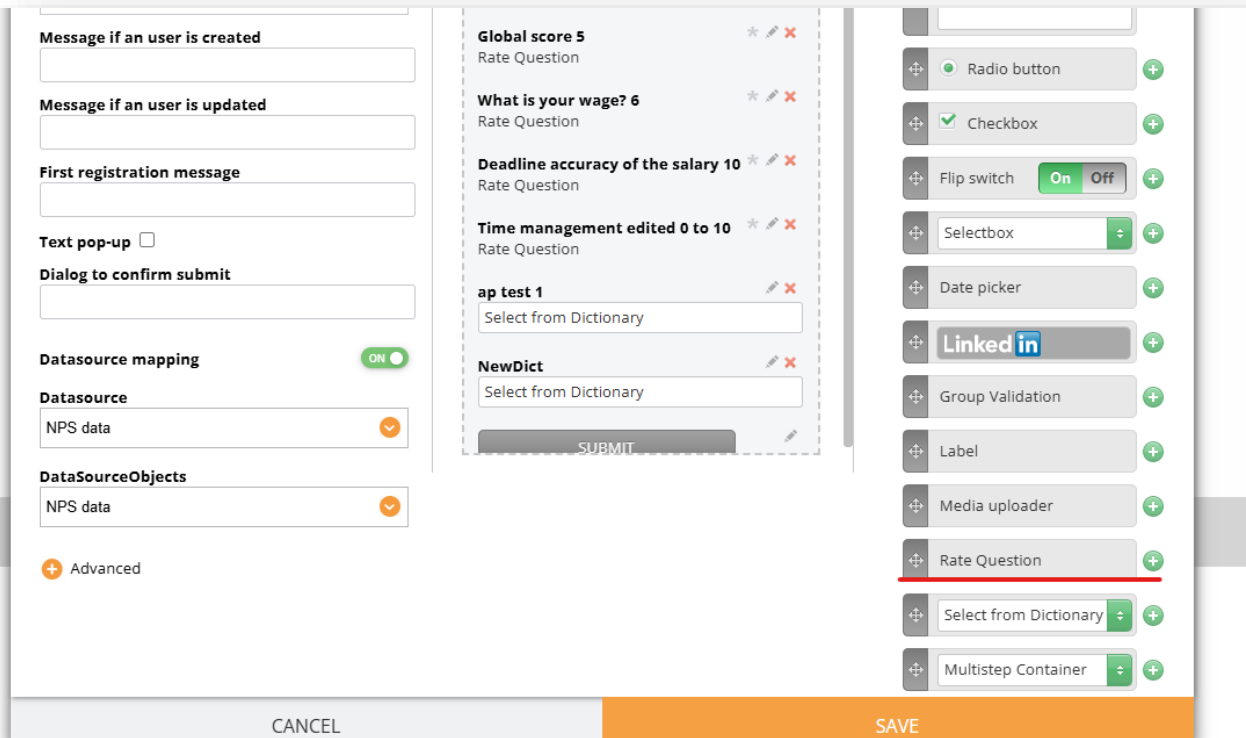 Message if an user is created
Message if an user is updated
First registration message
Text pop-up
Dialog to confirm submit
Datasource mapping
ON
Datasource
NPS data
DataSourceObjects
NPS data
Advanced
Global score 5
Rate Question
What is your wage? 6
Rate Question
Deadline accuracy of the salary 10
Rate Question
Time management edited 0 to 10
Rate Question
ap test 1
Select from Dictionary
NewDict
Select from Dictionary
SUBMIT
Radio button
Checkbox
Flip switch On Off
Selectbox
Date picker
Linked in
Group Validation
Label
Media uploader
Rate Question
Select from Dictionary
Multistep Container
CANCEL
SAVE